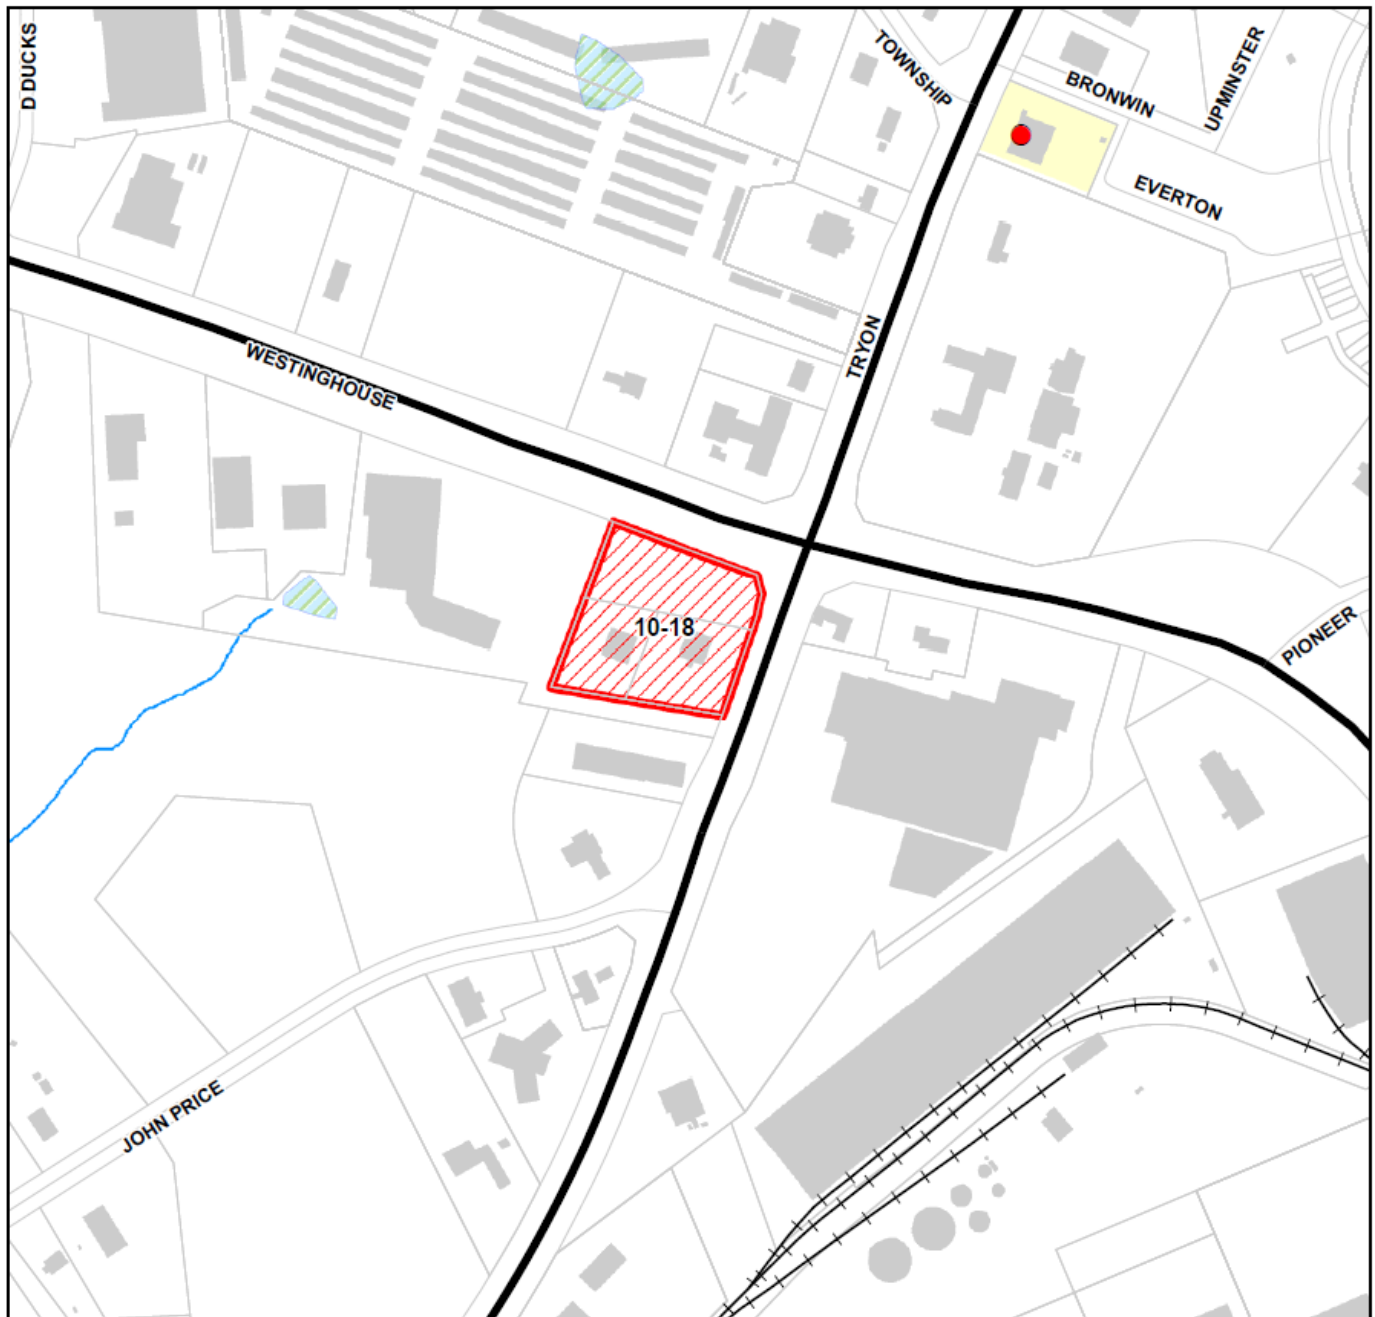 D DUCKS
TOWNSHIP
BRONWIN
UPMINSTER
EVERTON
TRYON
WESTINGHOUSE
10-18
PIONEER
JOHN PRICE